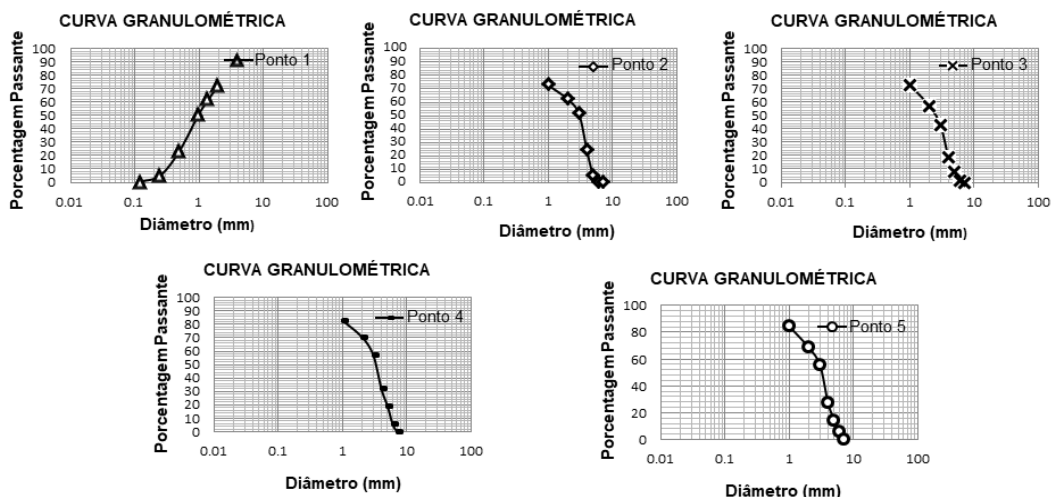 CURVA GRANULOMÉTRICA
Porcentagem Passante
100
90
80
70
60
50
40
30
20
10
0
Ponto 1
0.01 0.1 1 10 100
Diâmetro (mm)
CURVA GRANULOMÉTRICA
Porcentagem Passante
100
90
80
70
60
50
40
30
20
10
0
Ponto 2
0.01 0.1 1 10 100
Diâmetro (mm)
CURVA GRANULOMÉTRICA
Porcentagem Passante
100
90
80
70
60
50
40
30
20
10
0
Ponto 3
0.01 0.1 1 10 100
Diâmetro (mm)
CURVA GRANULOMÉTRICA
Porcentagem Passante
100
90
80
70
60
50
40
30
20
10
0
Ponto 4
0.01 0.1 1 10 100
Diâmetro (mm)
CURVA GRANULOMÉTRICA
Porcentagem Passante
100
80
60
40
20
0
Ponto 5
0.01 0.1 1 10 100
Diâmetro (mm)